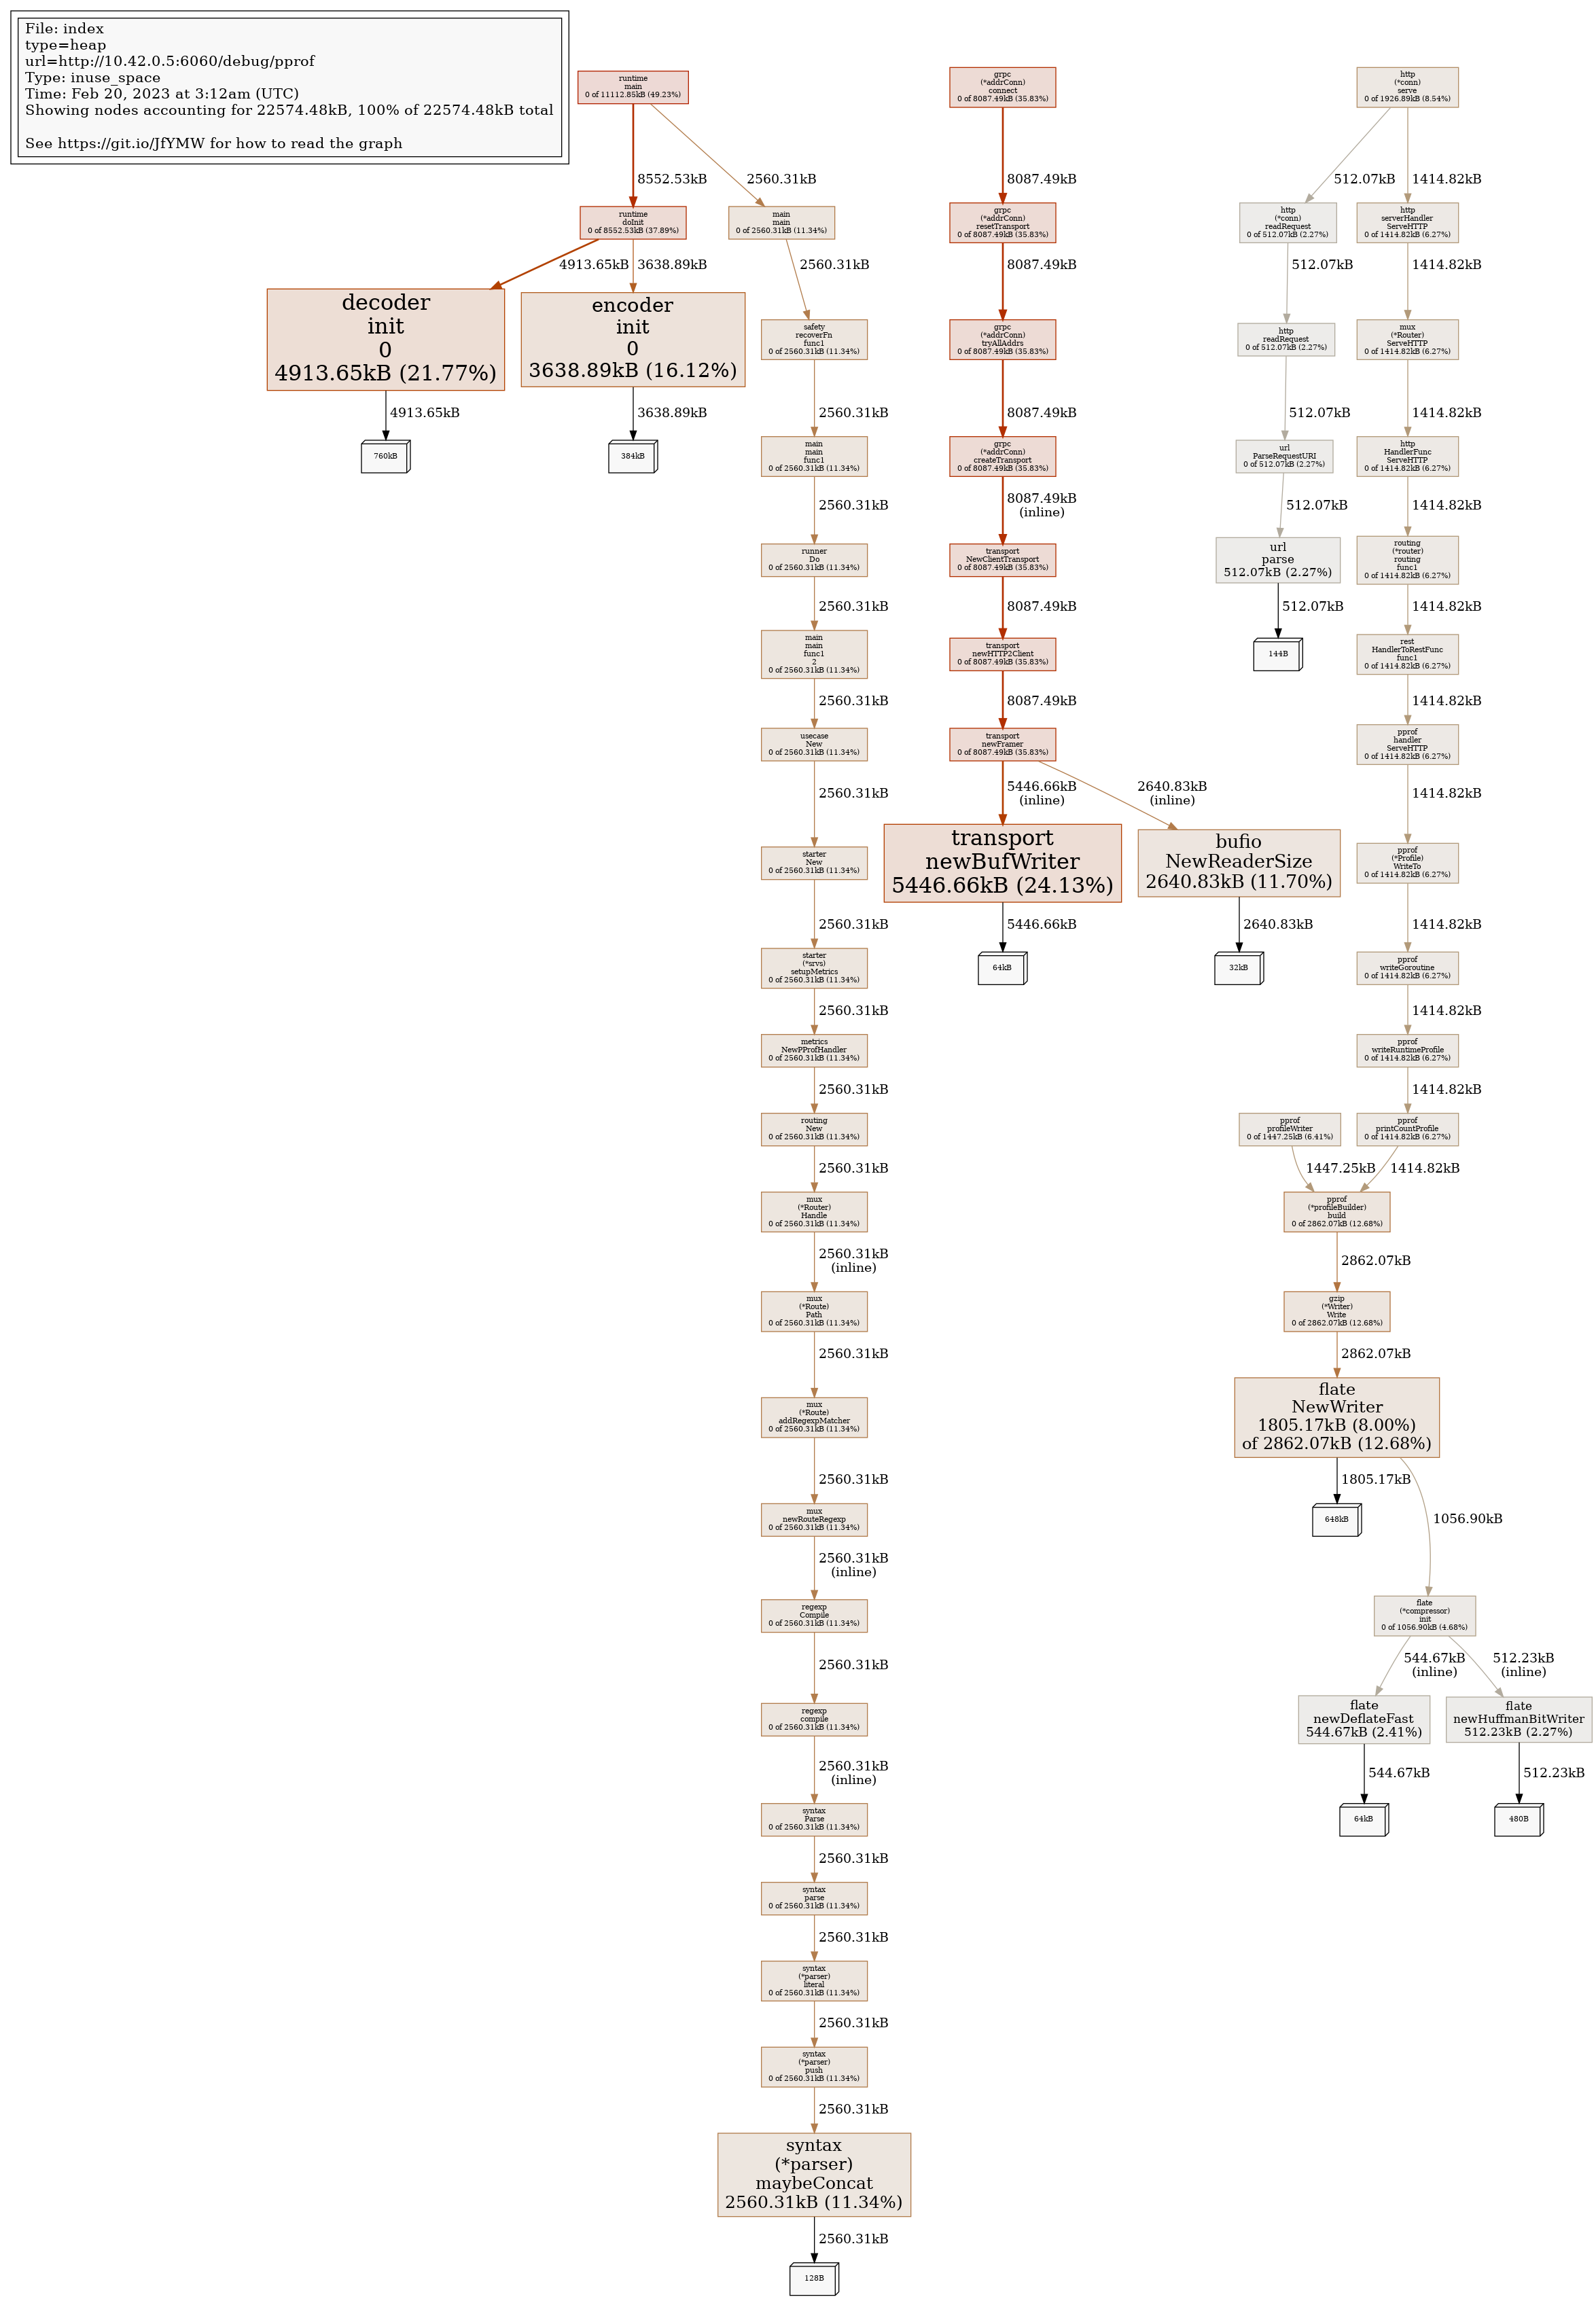 File: index
type=heap
url=http://10.42.0.5:6060/debug/pprof
Type: inuse_space
Time: Feb 20, 2023 at 3:12am (UTC)
Showing nodes accounting for 22574.48kB, 100% of 22574.48kB total
See https://git.io/JfYMW for how to read the graph
runtime
main
0 of 11112.85kB (49.23%)
8552.53kB
2560.31kB
runtime
doInit
0 of 8552.53kB (37.89%)
4913.65kB
3638.89kB
decoder
init
0
4913.65kB (21.77%)
4913.65kB
760kB
encoder
init
0
3638.89kB (16.12%)
3638.89kB
384kB
main
main
0 of 2560.31kB (11.34%)
2560.31kB
safety
recoverFn
func1
0 of 2560.31kB (11.34%)
2560.31kB
main
main
func1
0 of 2560.31kB (11.34%)
2560.31kB
runner
Do
0 of 2560.31kB (11.34%)
2560.31kB
main
main
func1
2
0 of 2560.31kB (11.34%)
2560.31kB
usecase
New
0 of 2560.31kB (11.34%)
2560.31kB
starter
New
0 of 2560.31kB (11.34%)
2560.31kB
starter
(*srvs)
setupMetrics
0 of 2560.31kB (11.34%)
2560.31kB
metrics
NewPProfHandler
0 of 2560.31kB (11.34%)
2560.31kB
routing
New
0 of 2560.31kB (11.34%)
2560.31kB
mux
(*Router)
Handle
0 of 2560.31kB (11.34%)
2560.31kB
(inline)
mux
(*Route)
Path
0 of 2560.31kB (11.34%)
2560.31kB
mux
(*Route)
addRegexpMatcher
0 of 2560.31kB (11.34%)
2560.31kB
mux
newRouteRegexp
0 of 2560.31kB (11.34%)
2560.31kB
(inline)
regexp
Compile
0 of 2560.31kB (11.34%)
2560.31kB
regexp
compile
0 of 2560.31kB (11.34%)
2560.31kB
(inline)
syntax
Parse
0 of 2560.31kB (11.34%)
2560.31kB
syntax
parse
0 of 2560.31kB (11.34%)
2560.31kB
syntax
(*parser)
literal
0 of 2560.31kB (11.34%)
2560.31kB
syntax
(*parser)
push
0 of 2560.31kB (11.34%)
2560.31kB
syntax
(*parser)
maybeConcat
2560.31kB (11.34%)
2560.31kB
128B
grpc
(*addrConn)
connect
0 of 8087.49kB (35.83%)
8087.49kB
grpc
(*addrConn)
resetTransport
0 of 8087.49kB (35.83%)
8087.49kB
grpc
(*addrConn)
tryAllAddrs
0 of 8087.49kB (35.83%)
8087.49kB
grpc
(*addrConn)
createTransport
0 of 8087.49kB (35.83%)
8087.49kB
(inline)
transport
NewClientTransport
0 of 8087.49kB (35.83%)
8087.49kB
transport
newHTTP2Client
0 of 8087.49kB (35.83%)
8087.49kB
transport
newFramer
0 of 8087.49kB (35.83%)
5446.66kB
(inline)
2640.83kB
(inline)
transport
newBufWriter
5446.66kB (24.13%)
5446.66kB
64kB
bufio
NewReaderSize
2640.83kB (11.70%)
2640.83kB
32kB
http
(*conn)
serve
0 of 1926.89kB (8.54%)
512.07kB
1414.82kB
http
(*conn)
readRequest
0 of 512.07kB (2.27%)
512.07kB
http
readRequest
0 of 512.07kB (2.27%)
512.07kB
url
ParseRequestURI
0 of 512.07kB (2.27%)
512.07kB
url
parse
512.07kB (2.27%)
512.07kB
144B
http
serverHandler
ServeHTTP
0 of 1414.82kB (6.27%)
1414.82kB
mux
(*Router)
ServeHTTP
0 of 1414.82kB (6.27%)
1414.82kB
http
HandlerFunc
ServeHTTP
0 of 1414.82kB (6.27%)
1414.82kB
routing
(*router)
routing
func1
0 of 1414.82kB (6.27%)
1414.82kB
rest
HandlerToRestFunc
func1
0 of 1414.82kB (6.27%)
1414.82kB
pprof
handler
ServeHTTP
0 of 1414.82kB (6.27%)
1414.82kB
pprof
(*Profile)
WriteTo
0 of 1414.82kB (6.27%)
1414.82kB
pprof
writeGoroutine
0 of 1414.82kB (6.27%)
1414.82kB
pprof
writeRuntimeProfile
0 of 1414.82kB (6.27%)
1414.82kB
pprof
profileWriter
0 of 1447.25kB (6.41%)
pprof
printCountProfile
0 of 1414.82kB (6.27%)
1447.25kB
1414.82kB
pprof
(*profileBuilder)
build
0 of 2862.07kB (12.68%)
2862.07kB
gzip
(*Writer)
Write
0 of 2862.07kB (12.68%)
2862.07kB
flate
NewWriter
1805.17kB (8.00%)
of 2862.07kB (12.68%)
1805.17kB
648kB
1056.90kB
flate
(*compressor)
init
0 of 1056.90kB (4.68%)
544.67kB
(inline)
512.23kB
(inline)
flate
newDeflateFast
544.67kB (2.41%)
544.67kB
64kB
flate
newHuffmanBitWriter
512.23kB (2.27%)
512.23kB
480B